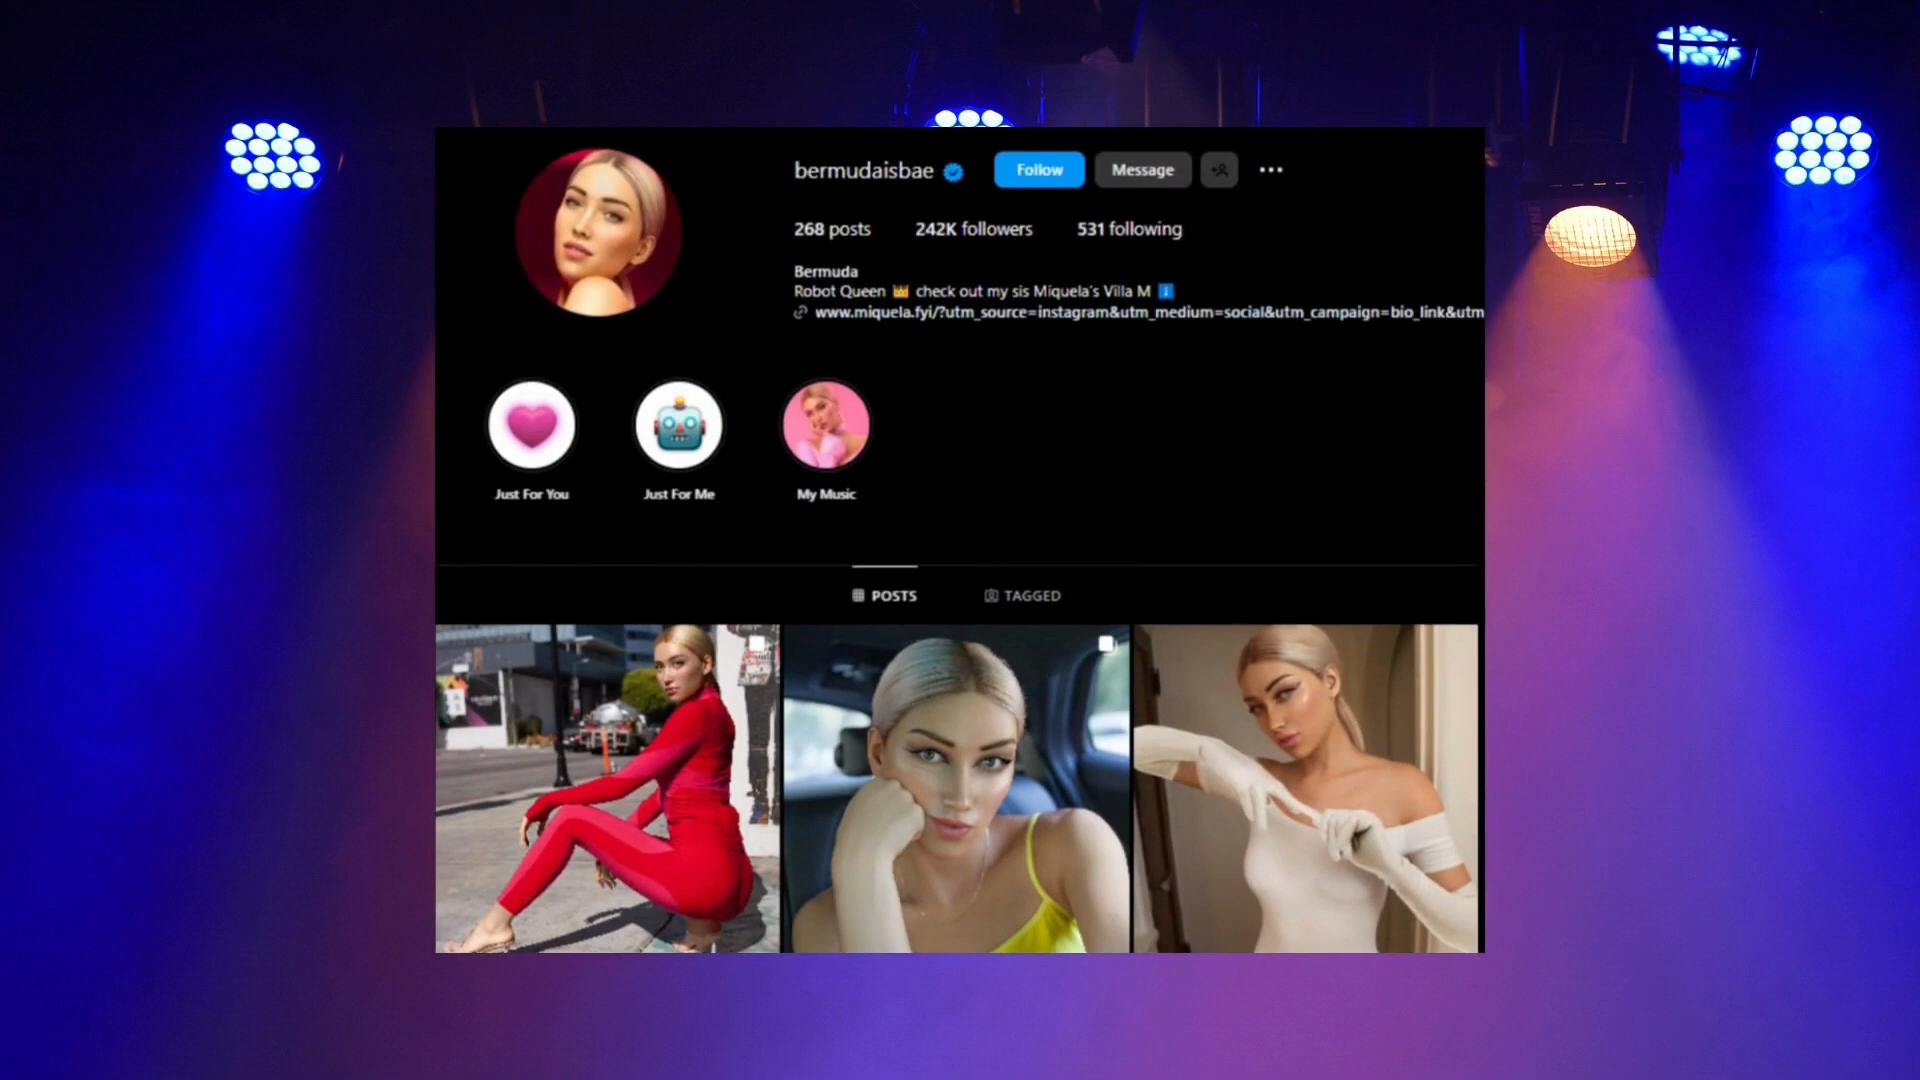 bermudaisbae Follow Message
268 posts 242K followers 531 following
Bermuda
Robot Queen 👑 check out my sis Miquela's Villa M ℹ️
www.miquela.fyi/?utm_source=instagram&utm_medium=social&utm_campaign=bio_link&utm
Just For You Just For Me My Music
POSTS TAGGED